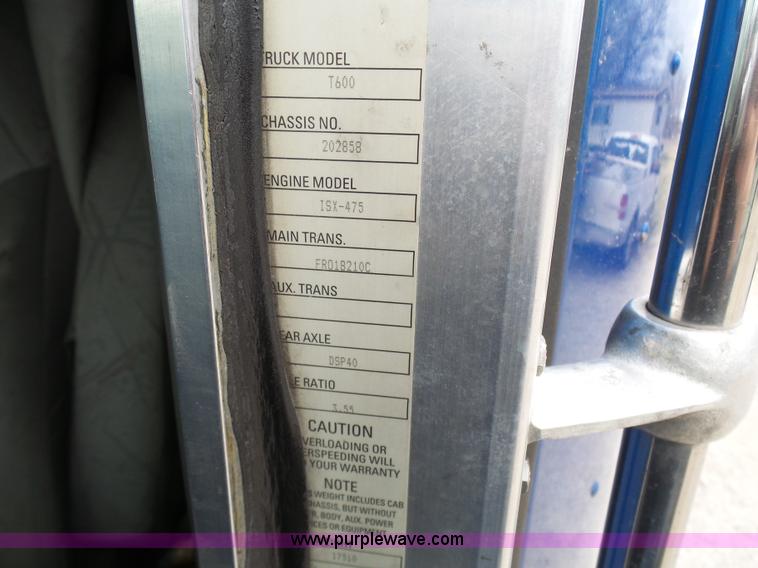 TRUCK MODEL
T600
CHASSIS NO.
202858
ENGINE MODEL
ISX-475
MAIN TRANS.
FRO18210C
AUX. TRANS
EAR AXLE
DSP40
LE RATIO
3.55
CAUTION
VERLOADING OR
ERSPEEDING WILL
YOUR WARRANTY
NOTE
S WEIGHT INCLUDES CAB
HASSIS, BUT WITHOUT
R, BODY, AUX. POWER
ICES OR EQUIPMENT
www.purplewave.com